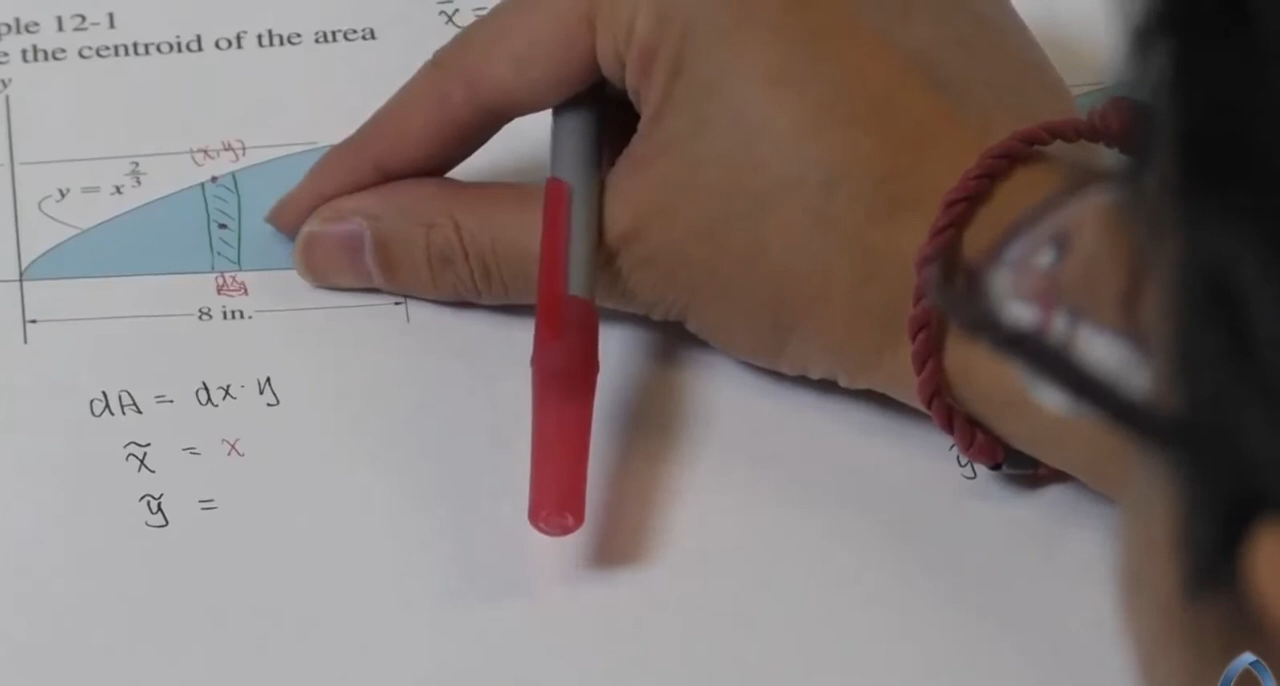 ple 12-1
e the centroid of the area
x̄ =
y
(x,y)
y = x^{2/3}
dx
8 in.
dA = dx · y
x̃ = x
ỹ =
ỹ